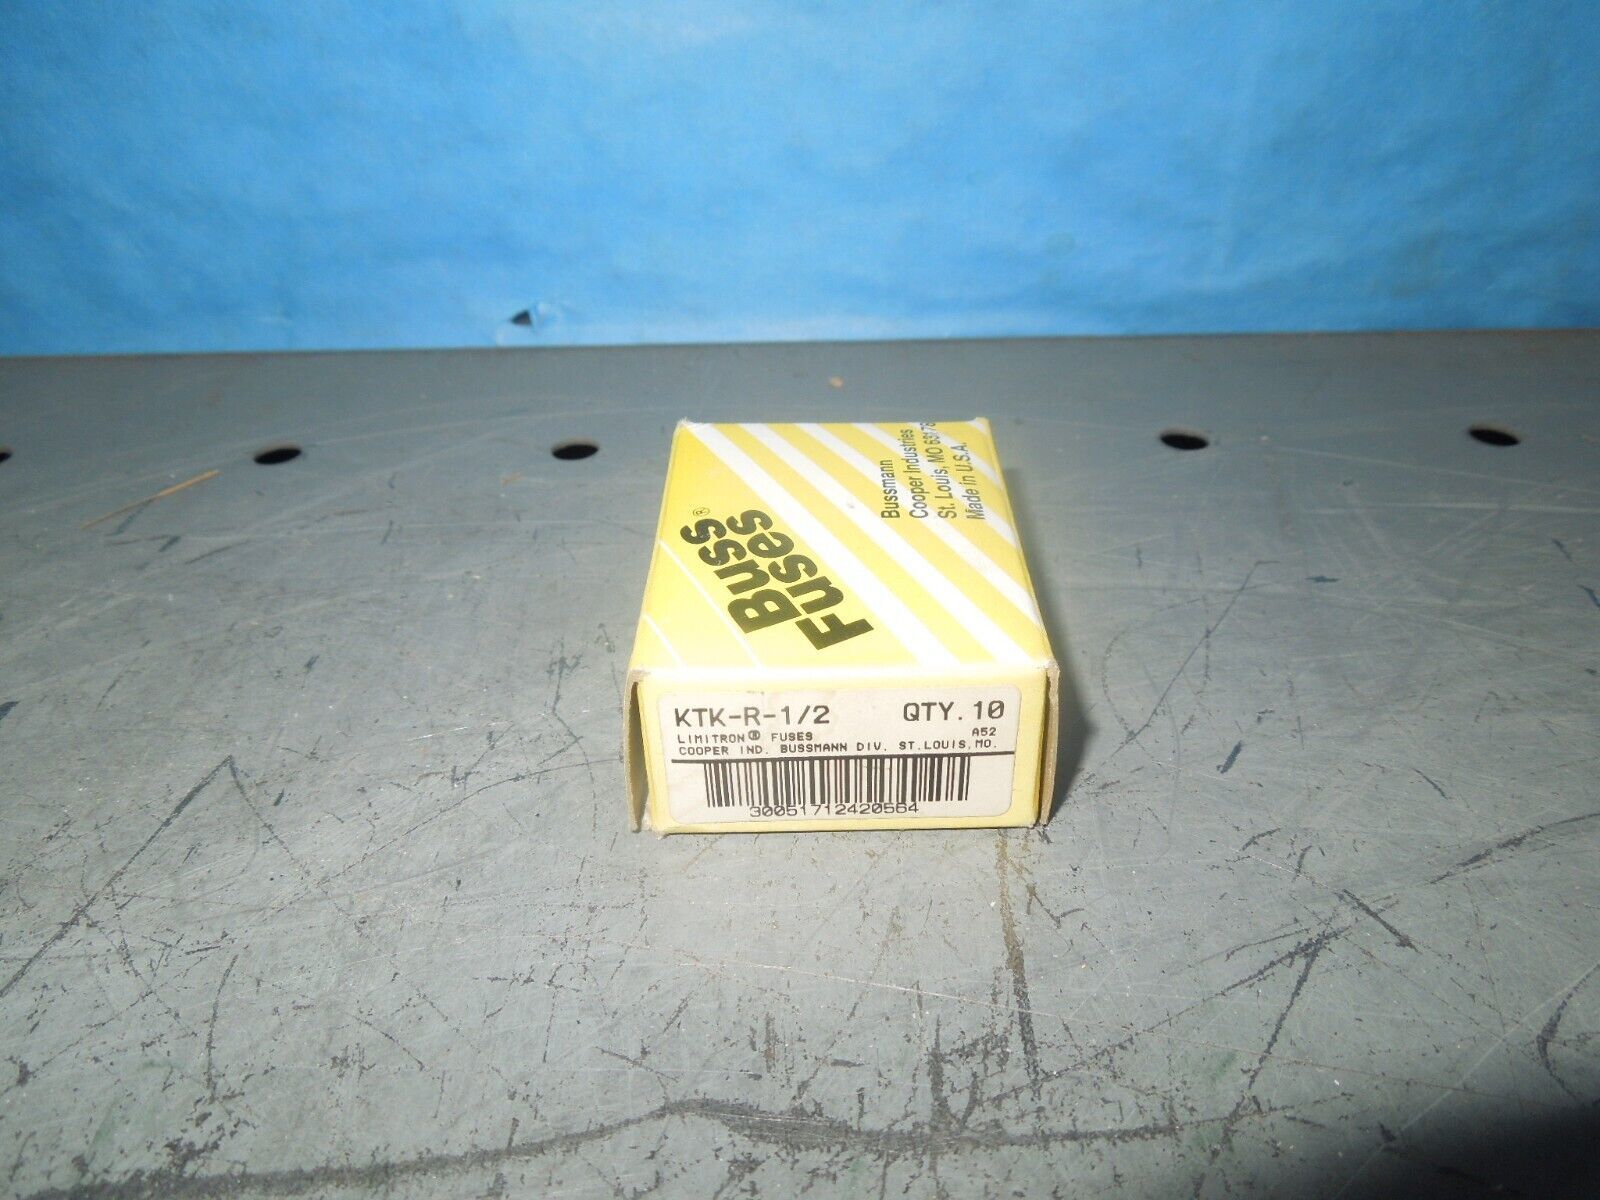 Buss®
Fuses
Bussmann
Cooper Industries
St. Louis, MO 63178
Made in U.S.A.
KTK-R-1/2 QTY. 10
LIMITRON® FUSES A52
COOPER IND. BUSSMANN DIV. ST.LOUIS,MO.
30051712420564